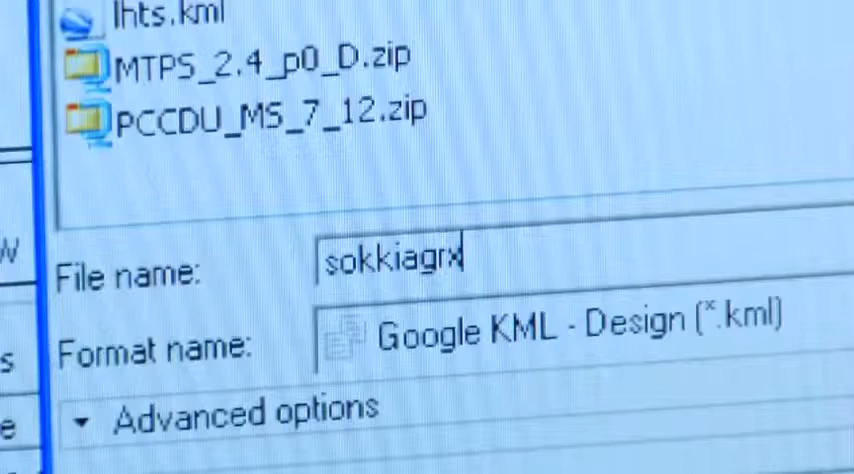 lhts.kml
MTPS_2.4_p0_D.zip
PCCDU_MS_7_12.zip
File name: sokkiagrx
Format name: Google KML - Design (*.kml)
Advanced options